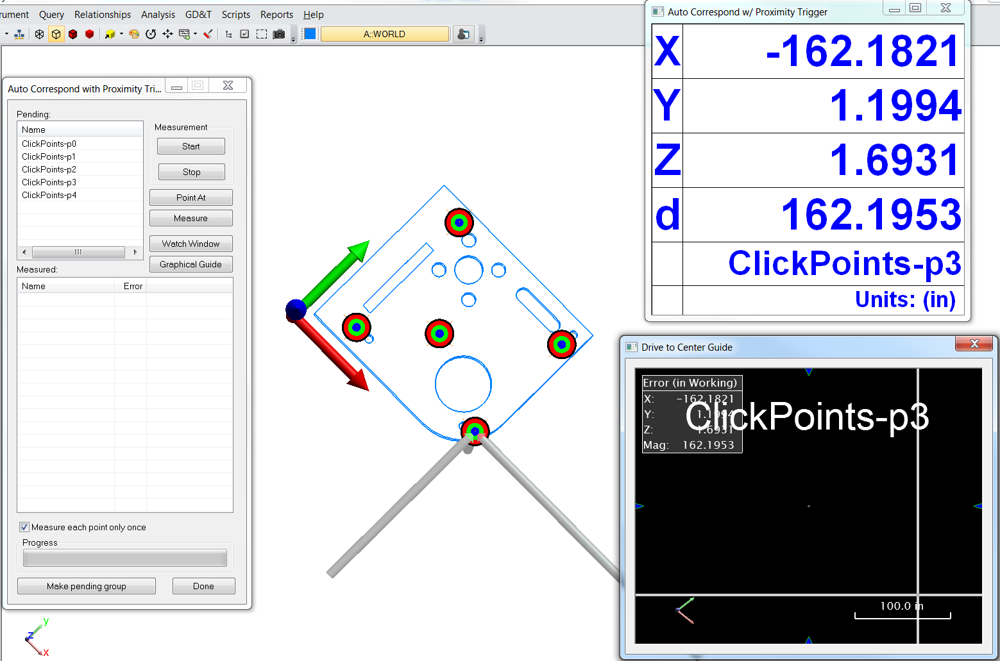 rument Query Relationships Analysis GD&T Scripts Reports Help
A::WORLD
Auto Correspond with Proximity Tri...
Pending:
Name
ClickPoints-p0
ClickPoints-p1
ClickPoints-p2
ClickPoints-p3
ClickPoints-p4
Measurement
Start
Stop
Point At
Measure
Watch Window
Graphical Guide
Measured:
Name Error
Measure each point only once
Progress
Make pending group Done
y
z
x
Auto Correspond w/ Proximity Trigger
X -162.1821
Y 1.1994
Z 1.6931
d 162.1953
ClickPoints-p3
Units: (in)
Drive to Center Guide
Error (in Working)
X: -162.1821
Y: 1.1994
Z: 1.6931
Mag: 162.1953
ClickPoints-p3
100.0 in